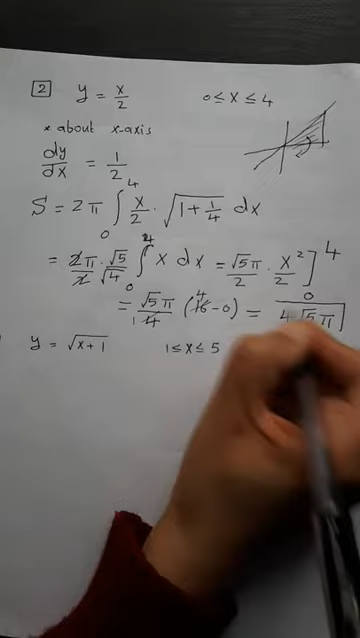 2 y = x/2 0 ≤ x ≤ 4
* about x-axis
dy/dx = 1/2
S = 2π ∫₀⁴ x/2 · √(1 + 1/4) dx
= 2π/2 · √5/√4 ∫₀⁴ x dx = √5π/2 · x²/2 ]₀⁴
= √5π/4 (16 - 0) = 4√5π
y = √(x+1) 1 ≤ x ≤ 5